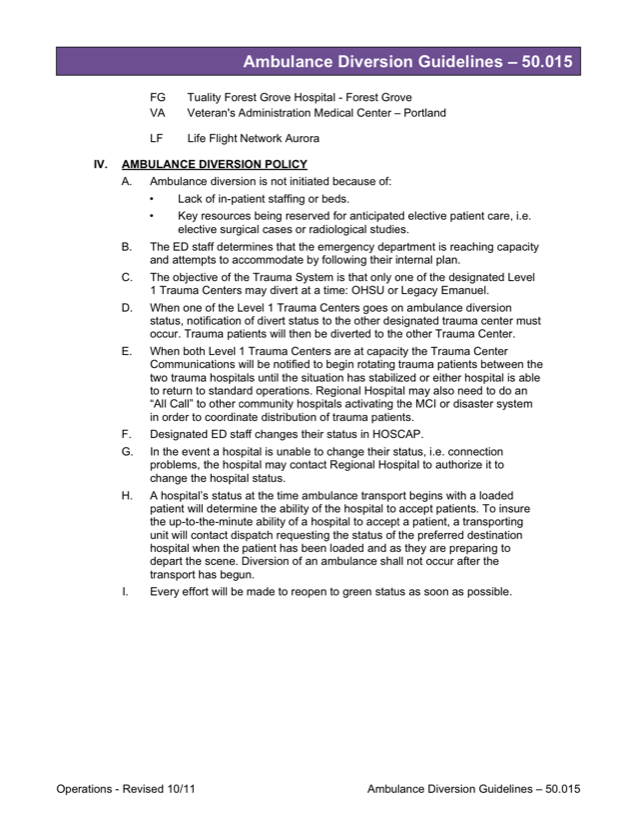 Ambulance Diversion Guidelines – 50.015
FG Tuality Forest Grove Hospital - Forest Grove
VA Veteran's Administration Medical Center – Portland
LF Life Flight Network Aurora
IV. AMBULANCE DIVERSION POLICY
A. Ambulance diversion is not initiated because of:
• Lack of in-patient staffing or beds.
• Key resources being reserved for anticipated elective patient care, i.e.
elective surgical cases or radiological studies.
B. The ED staff determines that the emergency department is reaching capacity
and attempts to accommodate by following their internal plan.
C. The objective of the Trauma System is that only one of the designated Level
1 Trauma Centers may divert at a time: OHSU or Legacy Emanuel.
D. When one of the Level 1 Trauma Centers goes on ambulance diversion
status, notification of divert status to the other designated trauma center must
occur. Trauma patients will then be diverted to the other Trauma Center.
E. When both Level 1 Trauma Centers are at capacity the Trauma Center
Communications will be notified to begin rotating trauma patients between the
two trauma hospitals until the situation has stabilized or either hospital is able
to return to standard operations. Regional Hospital may also need to do an
“All Call” to other community hospitals activating the MCI or disaster system
in order to coordinate distribution of trauma patients.
F. Designated ED staff changes their status in HOSCAP.
G. In the event a hospital is unable to change their status, i.e. connection
problems, the hospital may contact Regional Hospital to authorize it to
change the hospital status.
H. A hospital’s status at the time ambulance transport begins with a loaded
patient will determine the ability of the hospital to accept patients. To insure
the up-to-the-minute ability of a hospital to accept a patient, a transporting
unit will contact dispatch requesting the status of the preferred destination
hospital when the patient has been loaded and as they are preparing to
depart the scene. Diversion of an ambulance shall not occur after the
transport has begun.
I. Every effort will be made to reopen to green status as soon as possible.
Operations - Revised 10/11 Ambulance Diversion Guidelines – 50.015